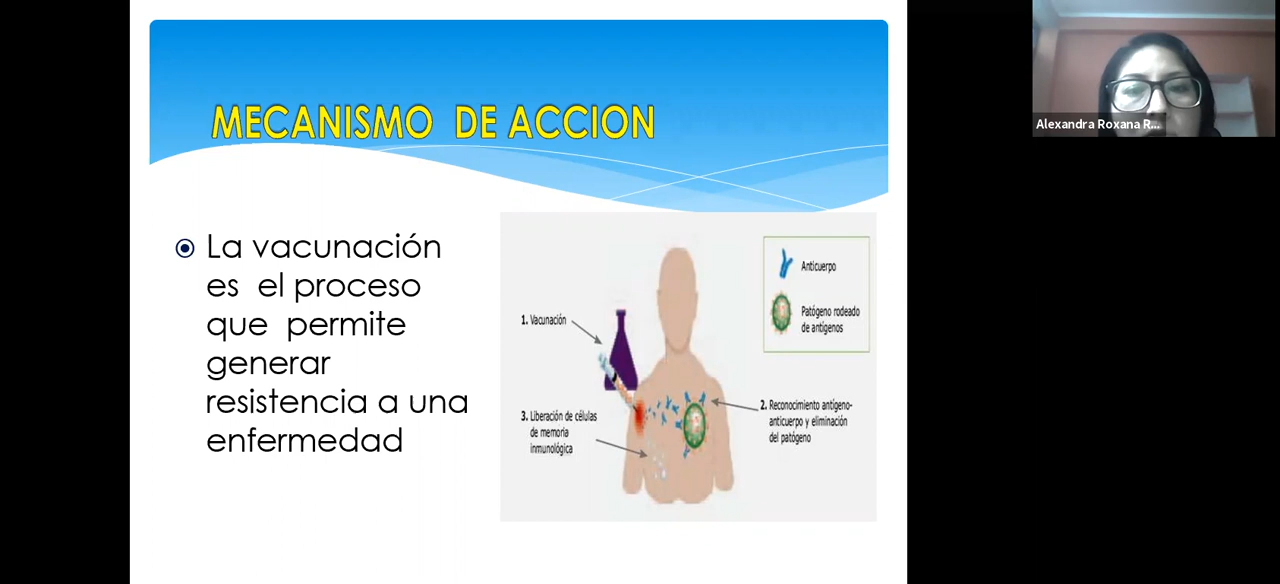 MECANISMO DE ACCION
La vacunación
es el proceso
que permite
generar
resistencia a una
enfermedad
Anticuerpo
Patógeno rodeado
de antígenos
1. Vacunación
2. Reconocimiento antígeno-
anticuerpo y eliminación
del patógeno
3. Liberación de células
de memoria
inmunológica
Alexandra Roxana R...